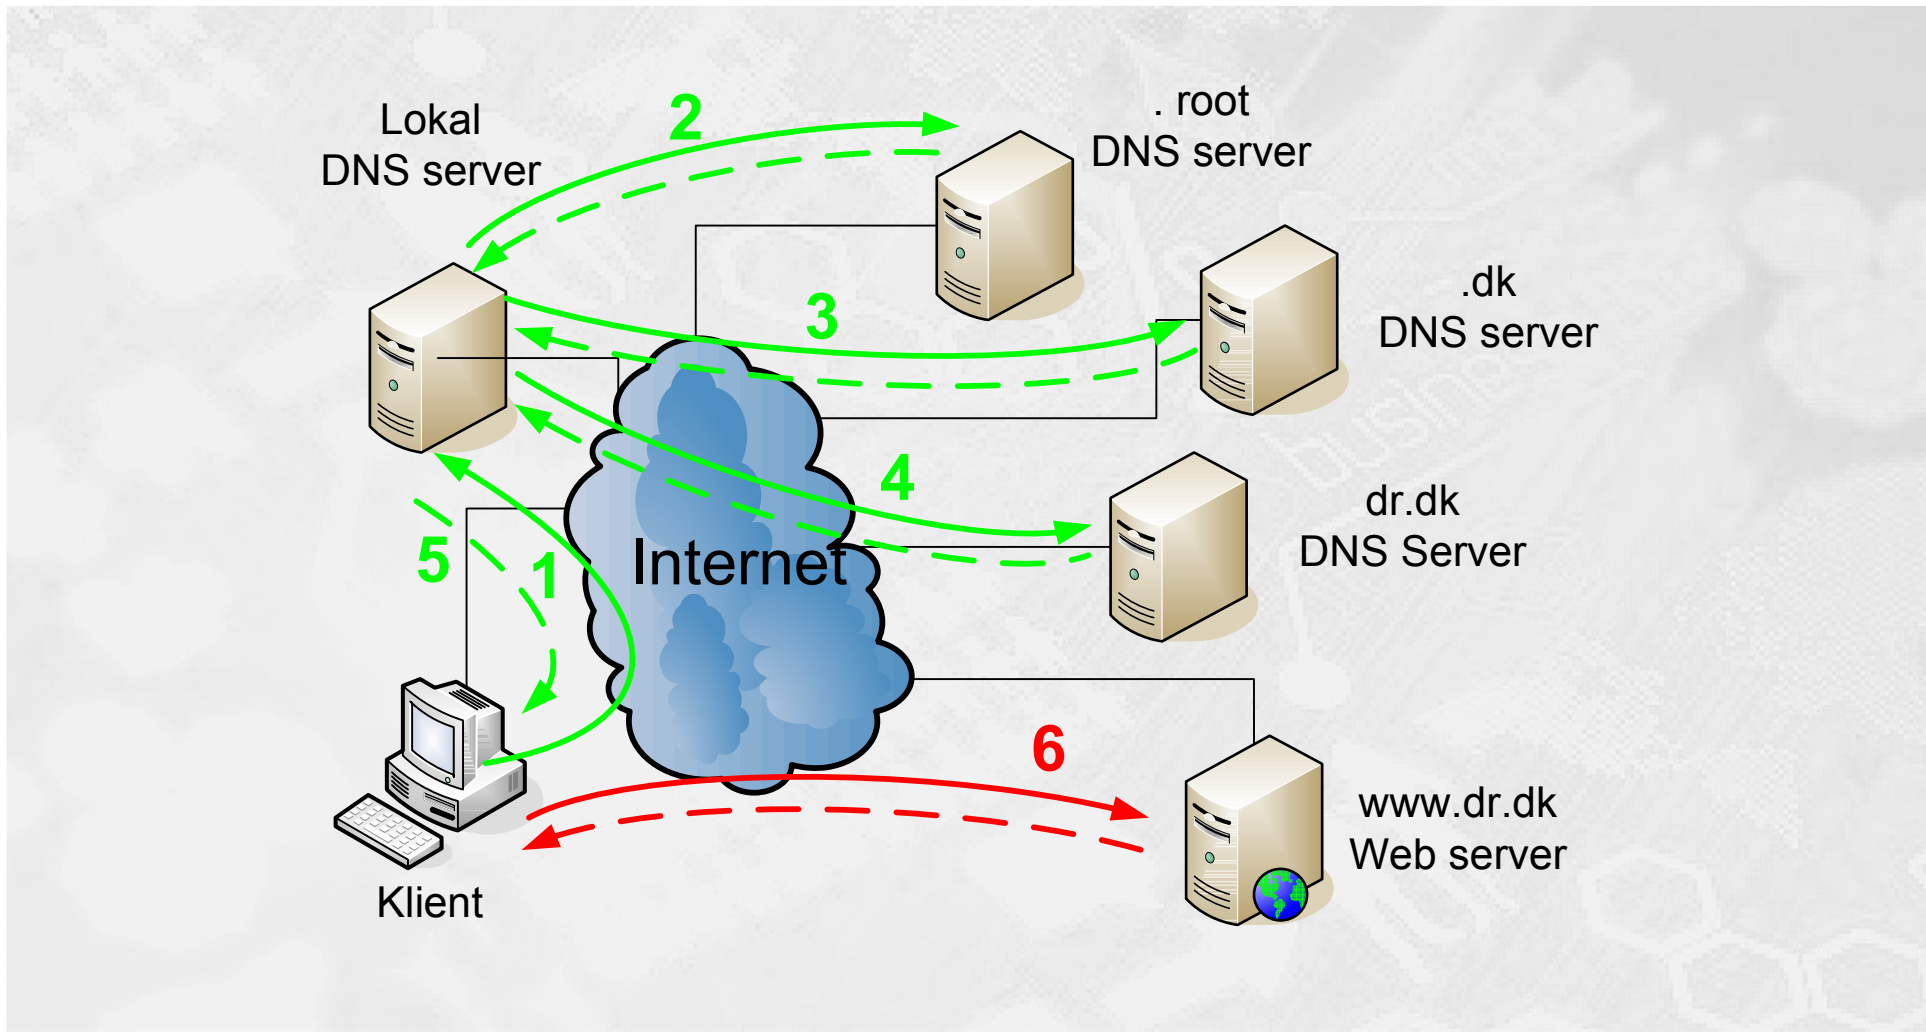 2
. root
DNS server
Lokal
DNS server
3
.dk
DNS server
4
dr.dk
DNS Server
5
1
Internet
6
www.dr.dk
Web server
Klient